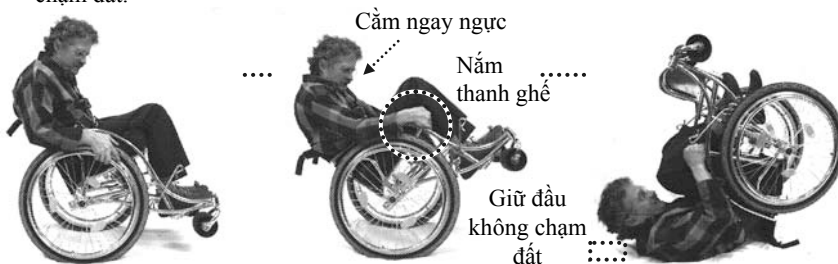 chạm đất.
Cằm ngay ngực
Nắm
thanh ghế
Giữ đầu
không chạm
đất